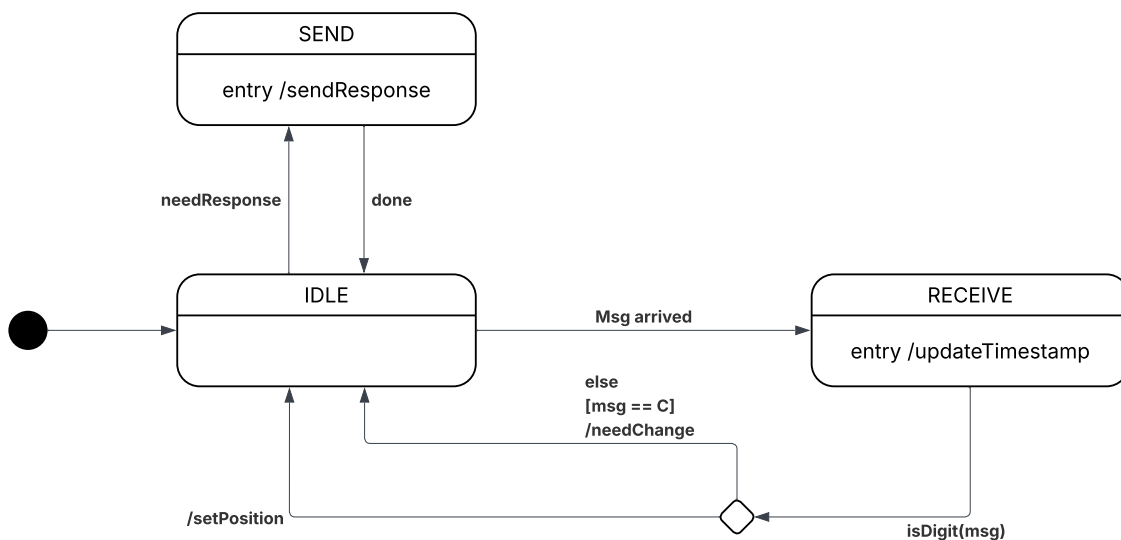 SEND
entry /sendResponse
needResponse
done
IDLE
Msg arrived
RECEIVE
entry /updateTimestamp
else
[msg == C]
/needChange
/setPosition
isDigit(msg)